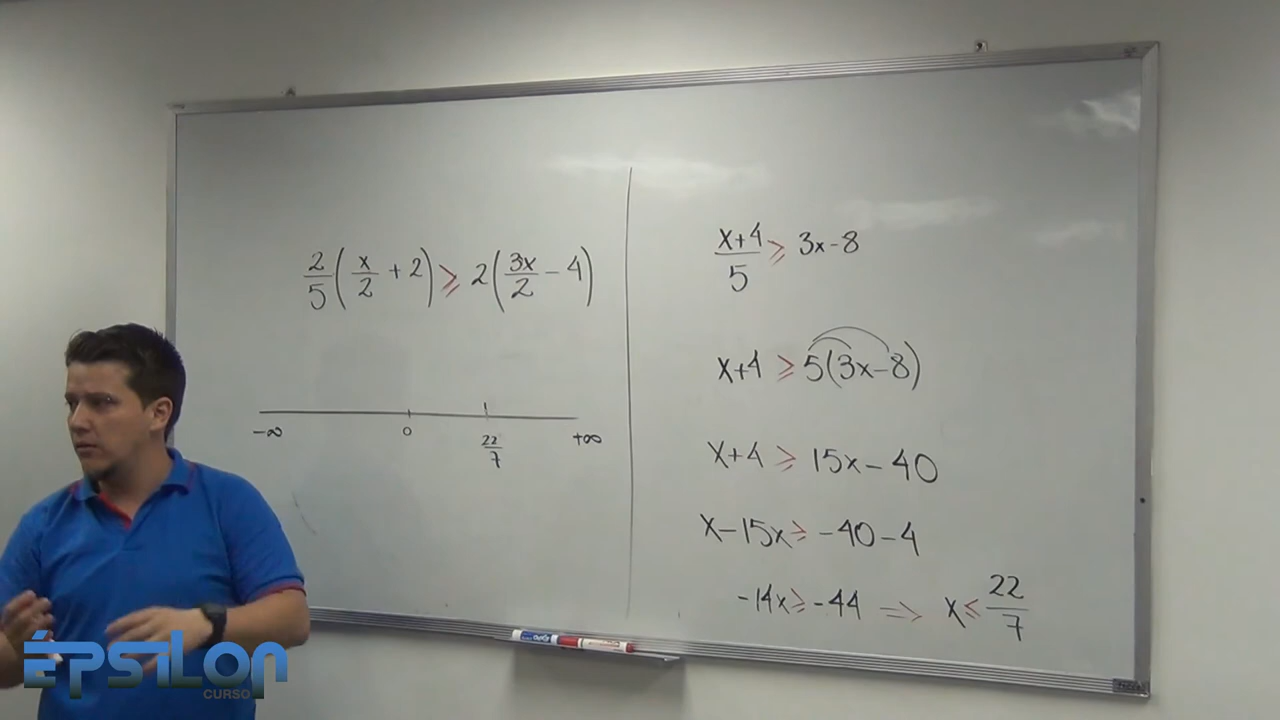 2/5 (x/2 + 2) ⩾ 2(3x/2 - 4)
-∞ 0 22/7 +∞
x+4/5 ⩾ 3x-8
x+4 ⩾ 5(3x-8)
x+4 ⩾ 15x-40
x-15x ⩾ -40-4
-14x ⩾ -44 => x ⩽ 22/7
ÉPSILON
CURSO